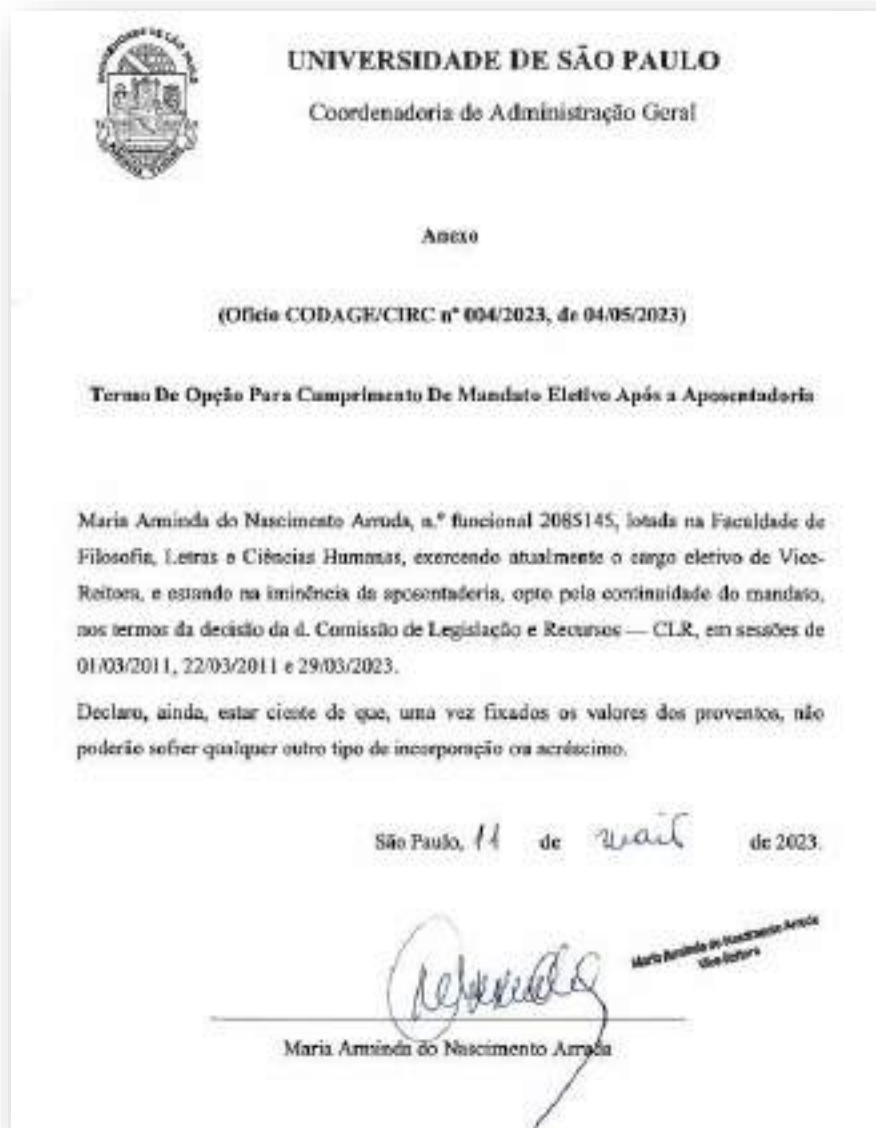 UNIVERSIDADE DE SÃO PAULO
Coordenadoria de Administração Geral
Anexo
(Ofício CODAGE/CIRC nº 004/2023, de 04/05/2023)
Termo De Opção Para Cumprimento De Mandato Eletivo Após a Aposentadoria
Maria Arminda do Nascimento Arruda, n.º funcional 2085145, lotada na Faculdade de
Filosofia, Letras e Ciências Humanas, exercendo atualmente o cargo eletivo de Vice-
Reitora, e estando na iminência da aposentadoria, opto pela continuidade do mandato,
nos termos da decisão da d. Comissão de Legislação e Recursos — CLR, em sessões de
01/03/2011, 22/03/2011 e 29/03/2023.
Declaro, ainda, estar ciente de que, uma vez fixados os valores dos proventos, não
poderão sofrer qualquer outro tipo de incorporação ou acréscimo.
São Paulo, 11 de maio de 2023.
Maria Arminda do Nascimento Arruda
Vice-Reitora
Maria Arminda do Nascimento Arruda